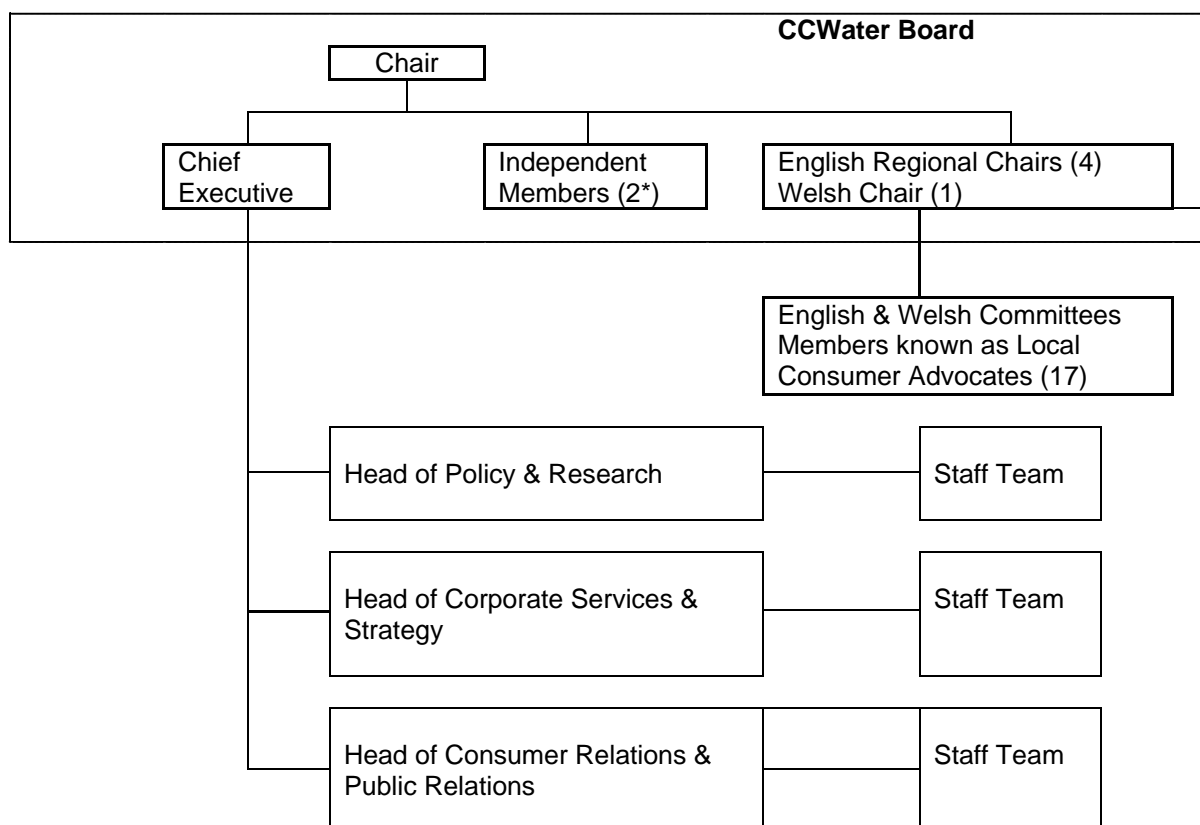 CCWater Board
Chair
Chief
Executive
Independent
Members (2*)
English Regional Chairs (4)
Welsh Chair (1)
English & Welsh Committees
Members known as Local
Consumer Advocates (17)
Head of Policy & Research
Staff Team
Head of Corporate Services &
Strategy
Staff Team
Head of Consumer Relations &
Public Relations
Staff Team